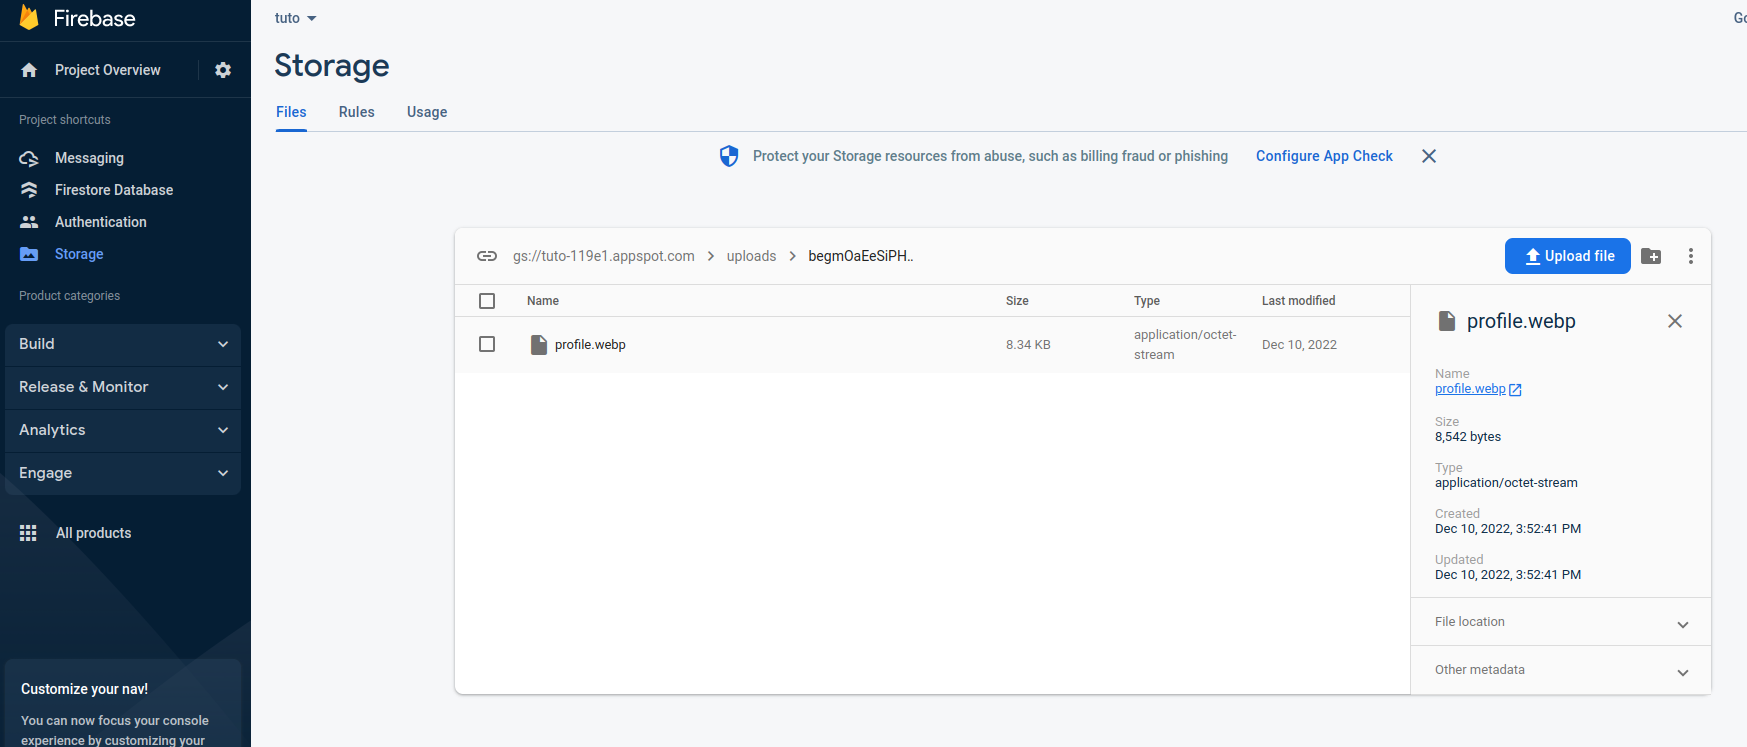 Firebase
Project Overview
Project shortcuts
Messaging
Firestore Database
Authentication
Storage
Product categories
Build
Release & Monitor
Analytics
Engage
All products
Customize your nav!
You can now focus your console
experience by customizing your
tuto
Storage
Files Rules Usage
Protect your Storage resources from abuse, such as billing fraud or phishing Configure App Check
gs://tuto-119e1.appspot.com > uploads > begmOaEeSiPH..
Upload file
Name Size Type Last modified
profile.webp 8.34 KB application/octet-
stream Dec 10, 2022
profile.webp
Name
profile.webp
Size
8,542 bytes
Type
application/octet-stream
Created
Dec 10, 2022, 3:52:41 PM
Updated
Dec 10, 2022, 3:52:41 PM
File location
Other metadata